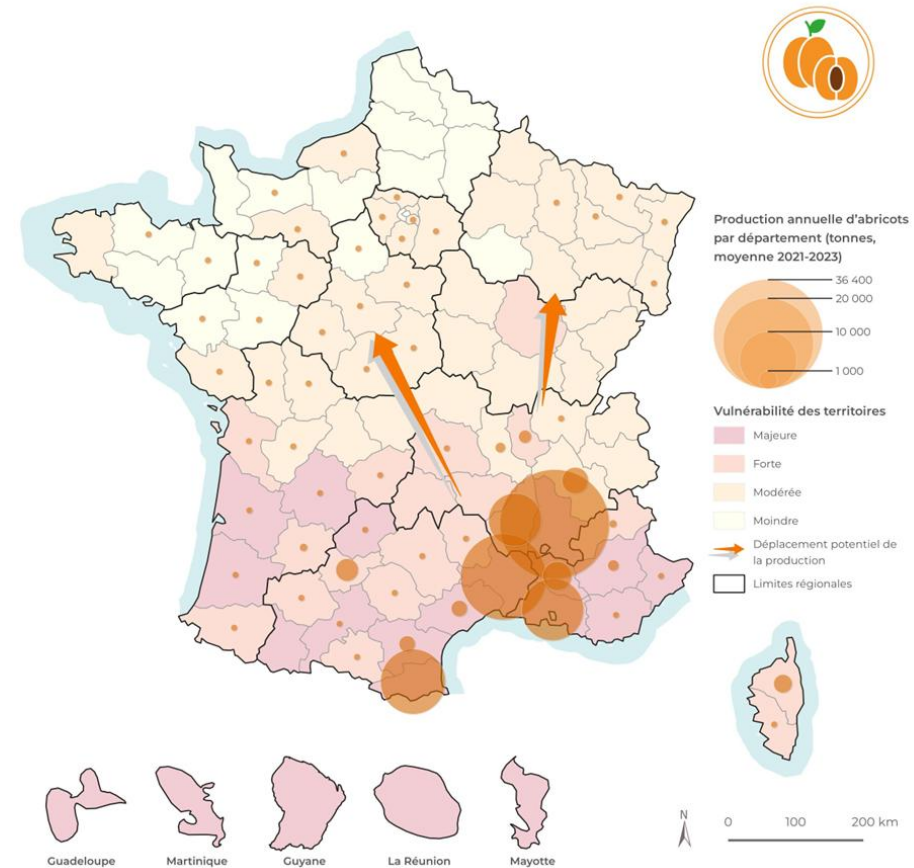 Production annuelle d'abricots
par département (tonnes,
moyenne 2021-2023)
36 400
20 000
10 000
1 000
Vulnérabilité des territoires
Majeure
Forte
Modérée
Moindre
Déplacement potentiel de
la production
Limites régionales
N
0 100 200 km
Guadeloupe Martinique Guyane La Réunion Mayotte